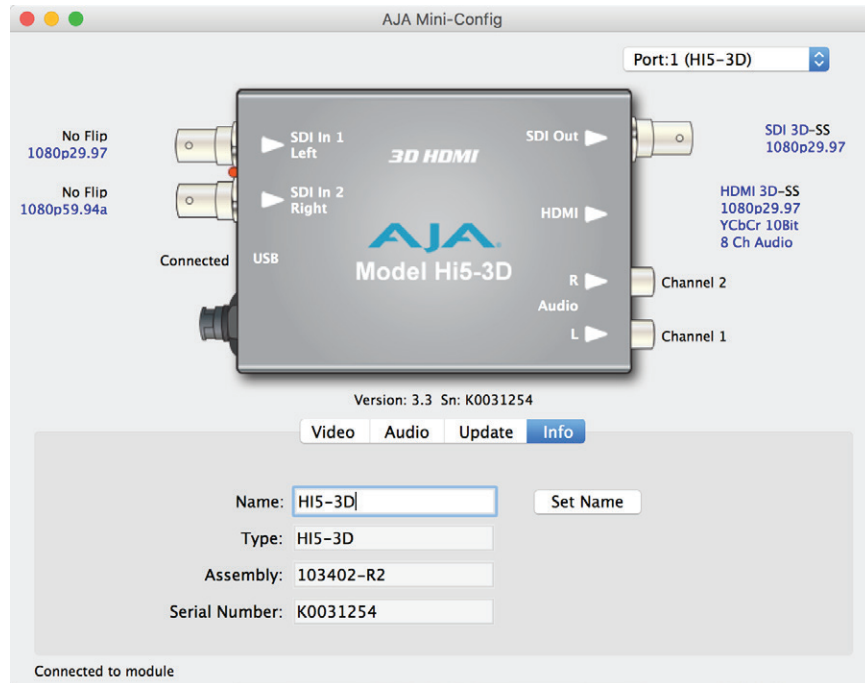 AJA Mini-Config
Port:1 (HI5-3D)
No Flip
1080p29.97
No Flip
1080p59.94a
Connected
SDI In 1
Left
SDI In 2
Right
USB
3D HDMI
AJA
Model Hi5-3D
SDI Out
HDMI
R
Audio
L
SDI 3D-SS
1080p29.97
HDMI 3D-SS
1080p29.97
YCbCr 10Bit
8 Ch Audio
Channel 2
Channel 1
Version: 3.3 Sn: K0031254
Video Audio Update Info
Name: HI5-3D Set Name
Type: HI5-3D
Assembly: 103402-R2
Serial Number: K0031254
Connected to module